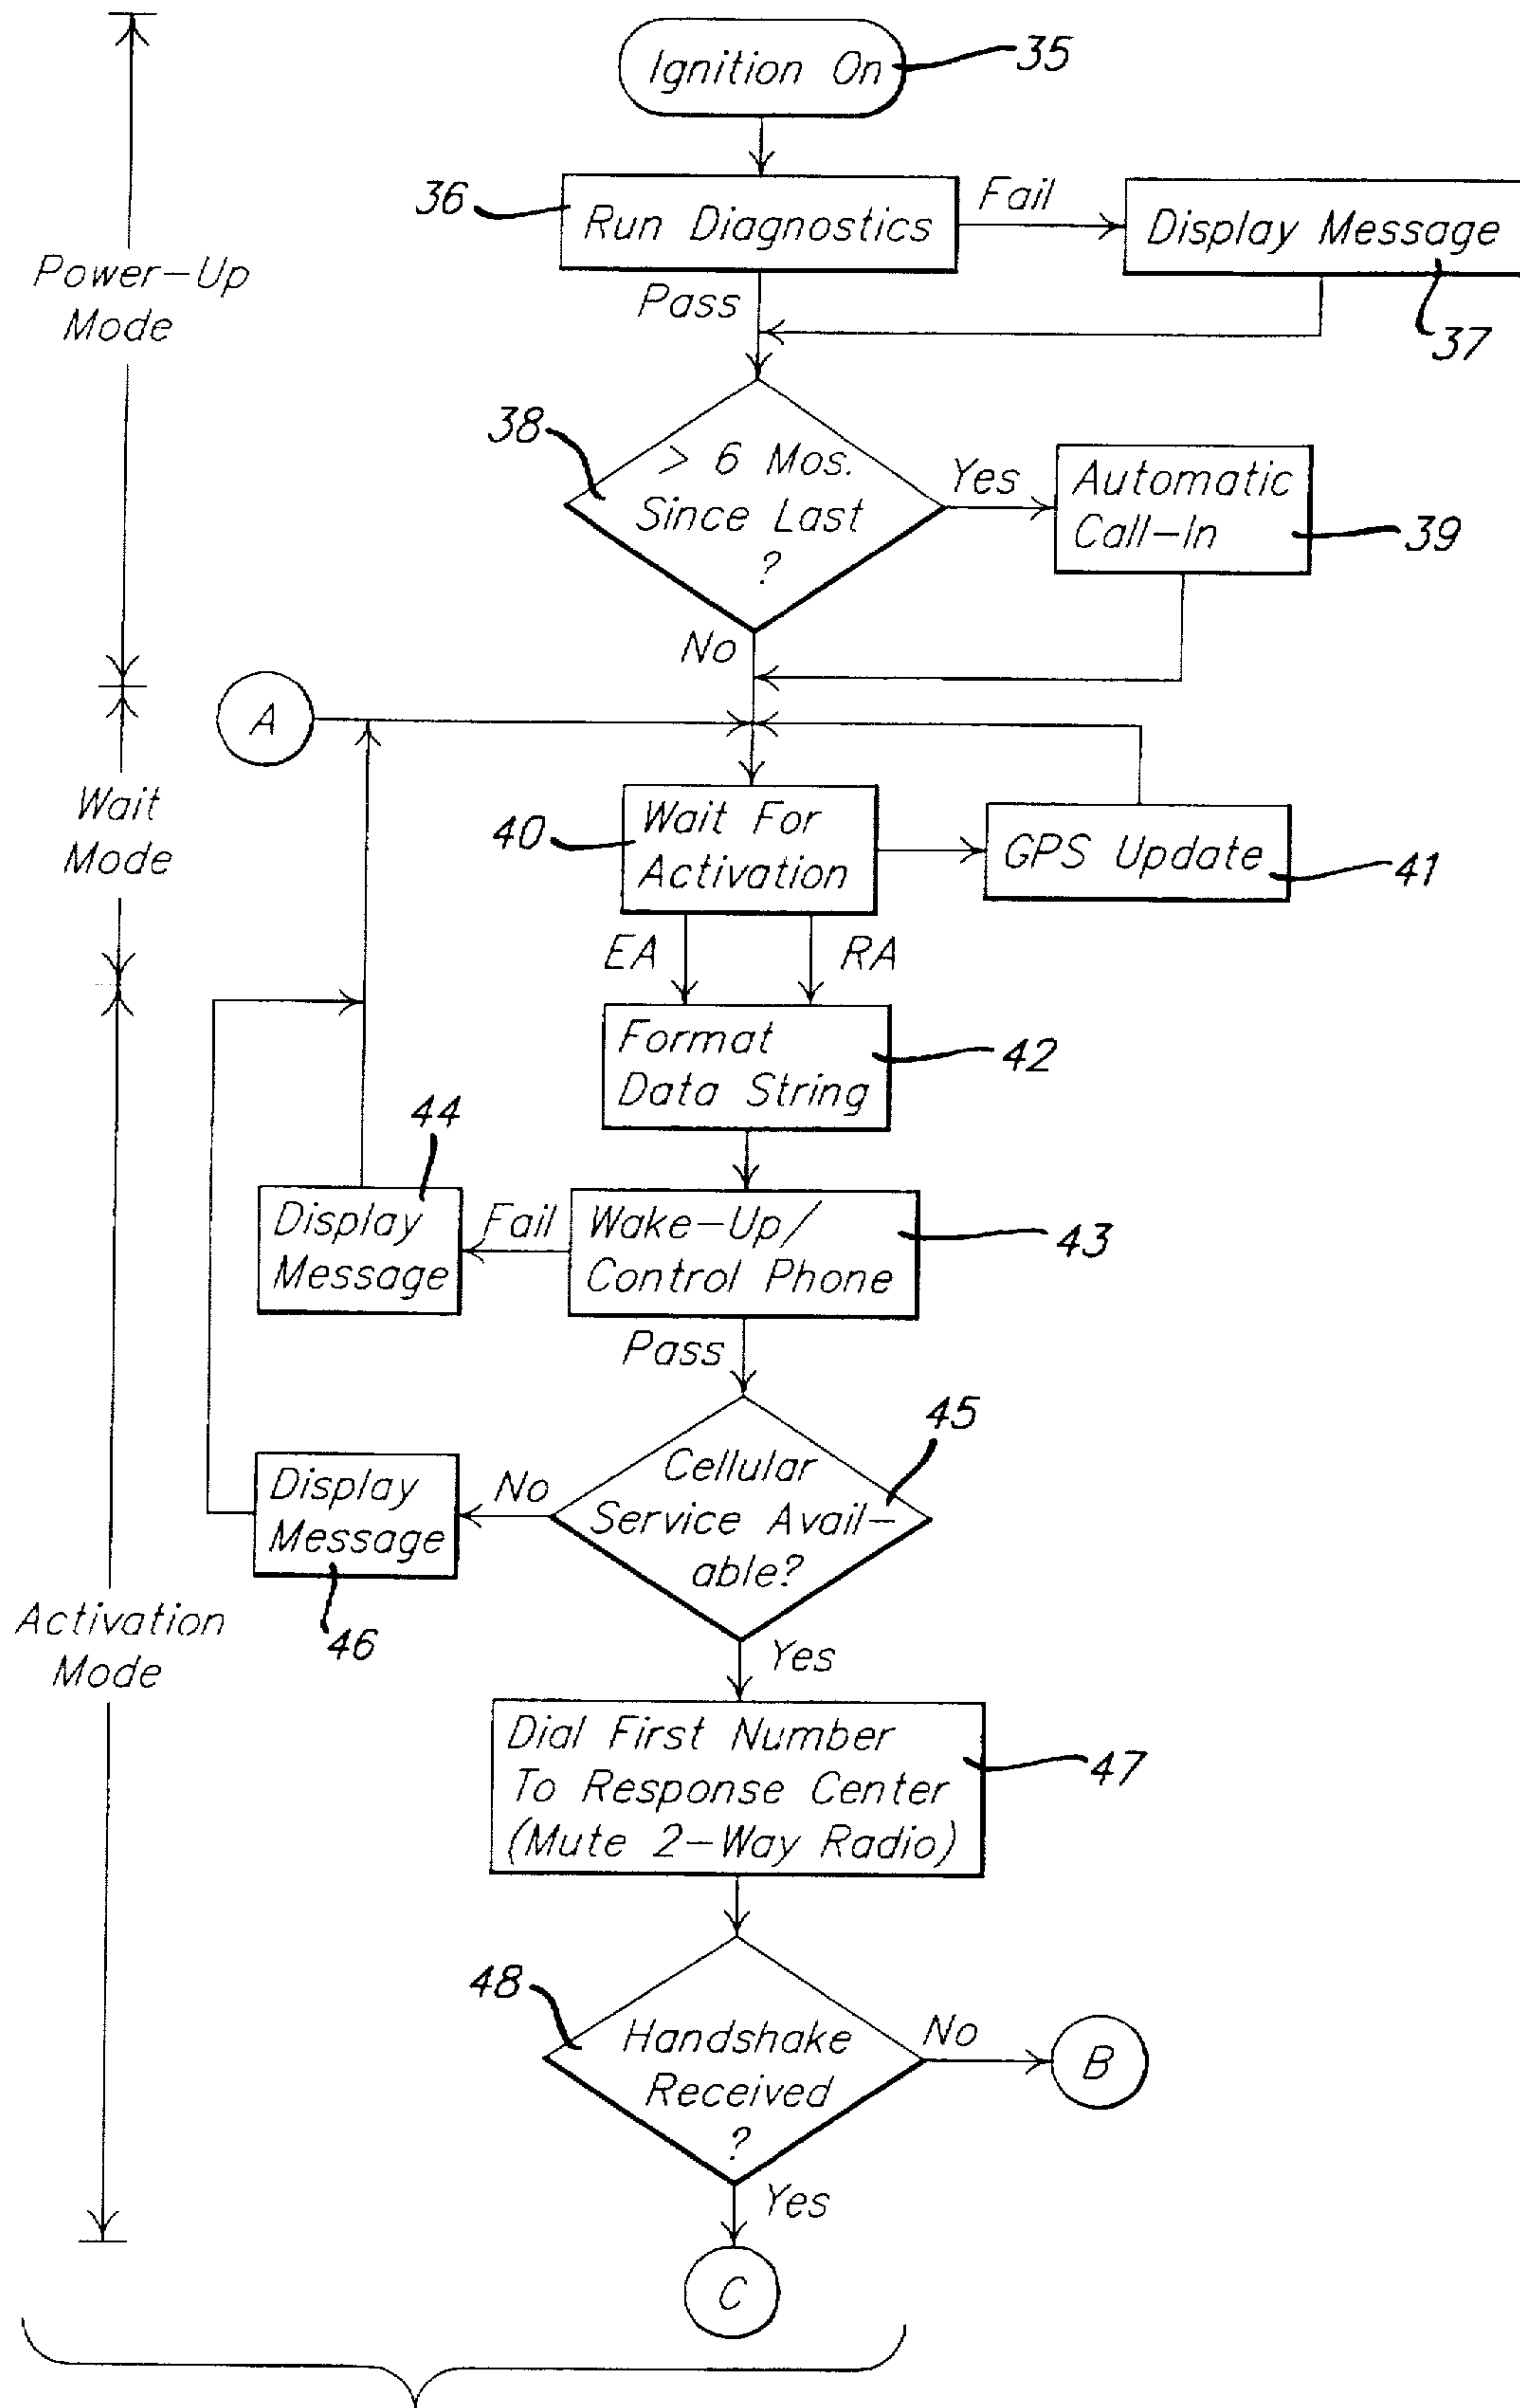 Ignition On
35
36
Run Diagnostics
Fail
Display Message
37
Pass
Power-Up
Mode
38
> 6 Mos.
Since Last
?
Yes
Automatic
Call-In
39
No
A
Wait
Mode
40
Wait For
Activation
GPS Update
41
EA
RA
Format
Data String
42
44
Display
Message
Fail
Wake-Up/
Control Phone
43
Pass
45
Cellular
Service Avail-
able?
No
Display
Message
46
Activation
Mode
Yes
Dial First Number
To Response Center
(Mute 2-Way Radio)
47
48
Handshake
Received
?
No
B
Yes
C